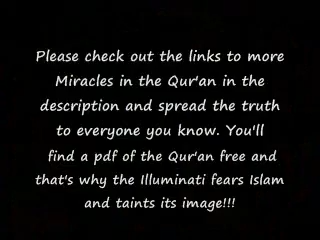 Please check out the links to more
Miracles in the Qur'an in the
description and spread the truth
to everyone you know. You'll
find a pdf of the Qur'an free and
that's why the Illuminati fears Islam
and taints its image!!!